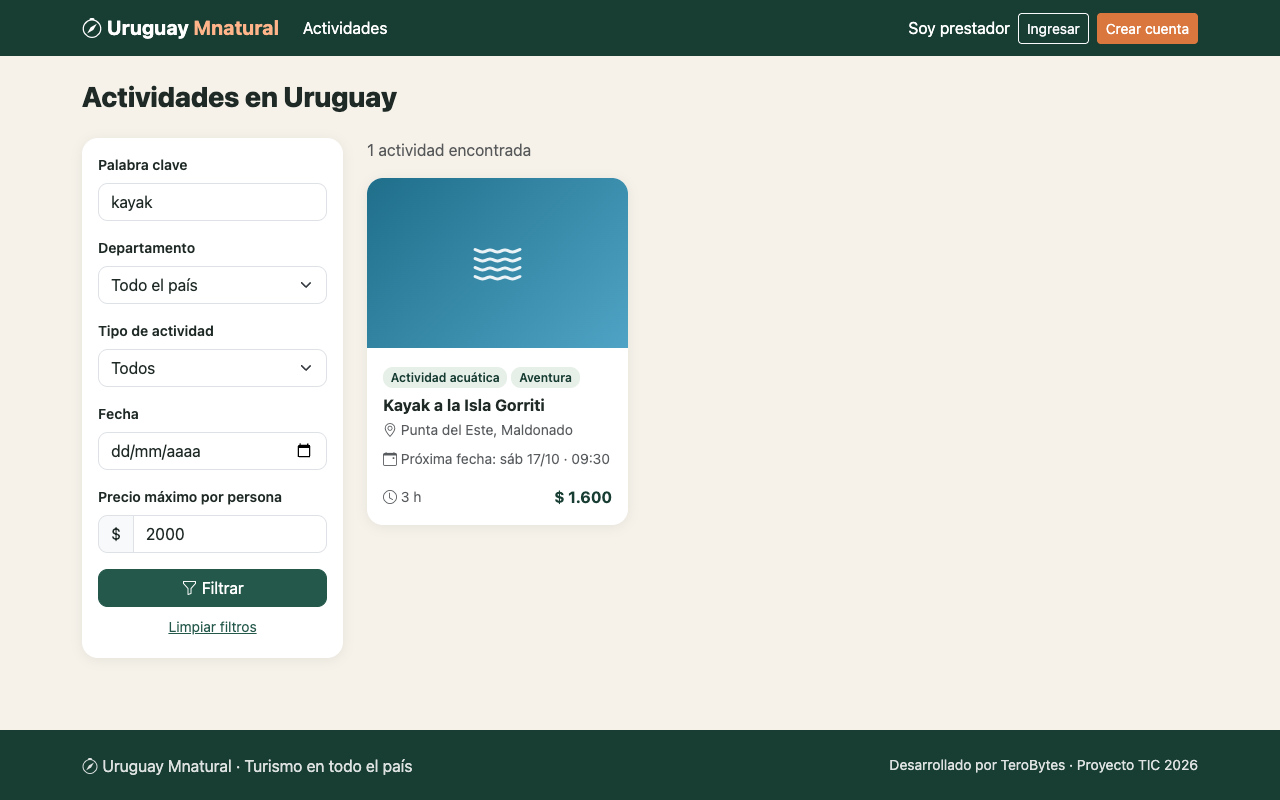 Uruguay Mnatural
Actividades
Soy prestador
Ingresar
Crear cuenta
Actividades en Uruguay
Palabra clave
kayak
Departamento
Todo el país
Tipo de actividad
Todos
Fecha
dd/mm/aaaa
Precio máximo por persona
$ 2000
Filtrar
Limpiar filtros
1 actividad encontrada
Actividad acuática
Aventura
Kayak a la Isla Gorriti
Punta del Este, Maldonado
Próxima fecha: sáb 17/10 · 09:30
3 h
$ 1.600
Uruguay Mnatural · Turismo en todo el país
Desarrollado por TeroBytes · Proyecto TIC 2026